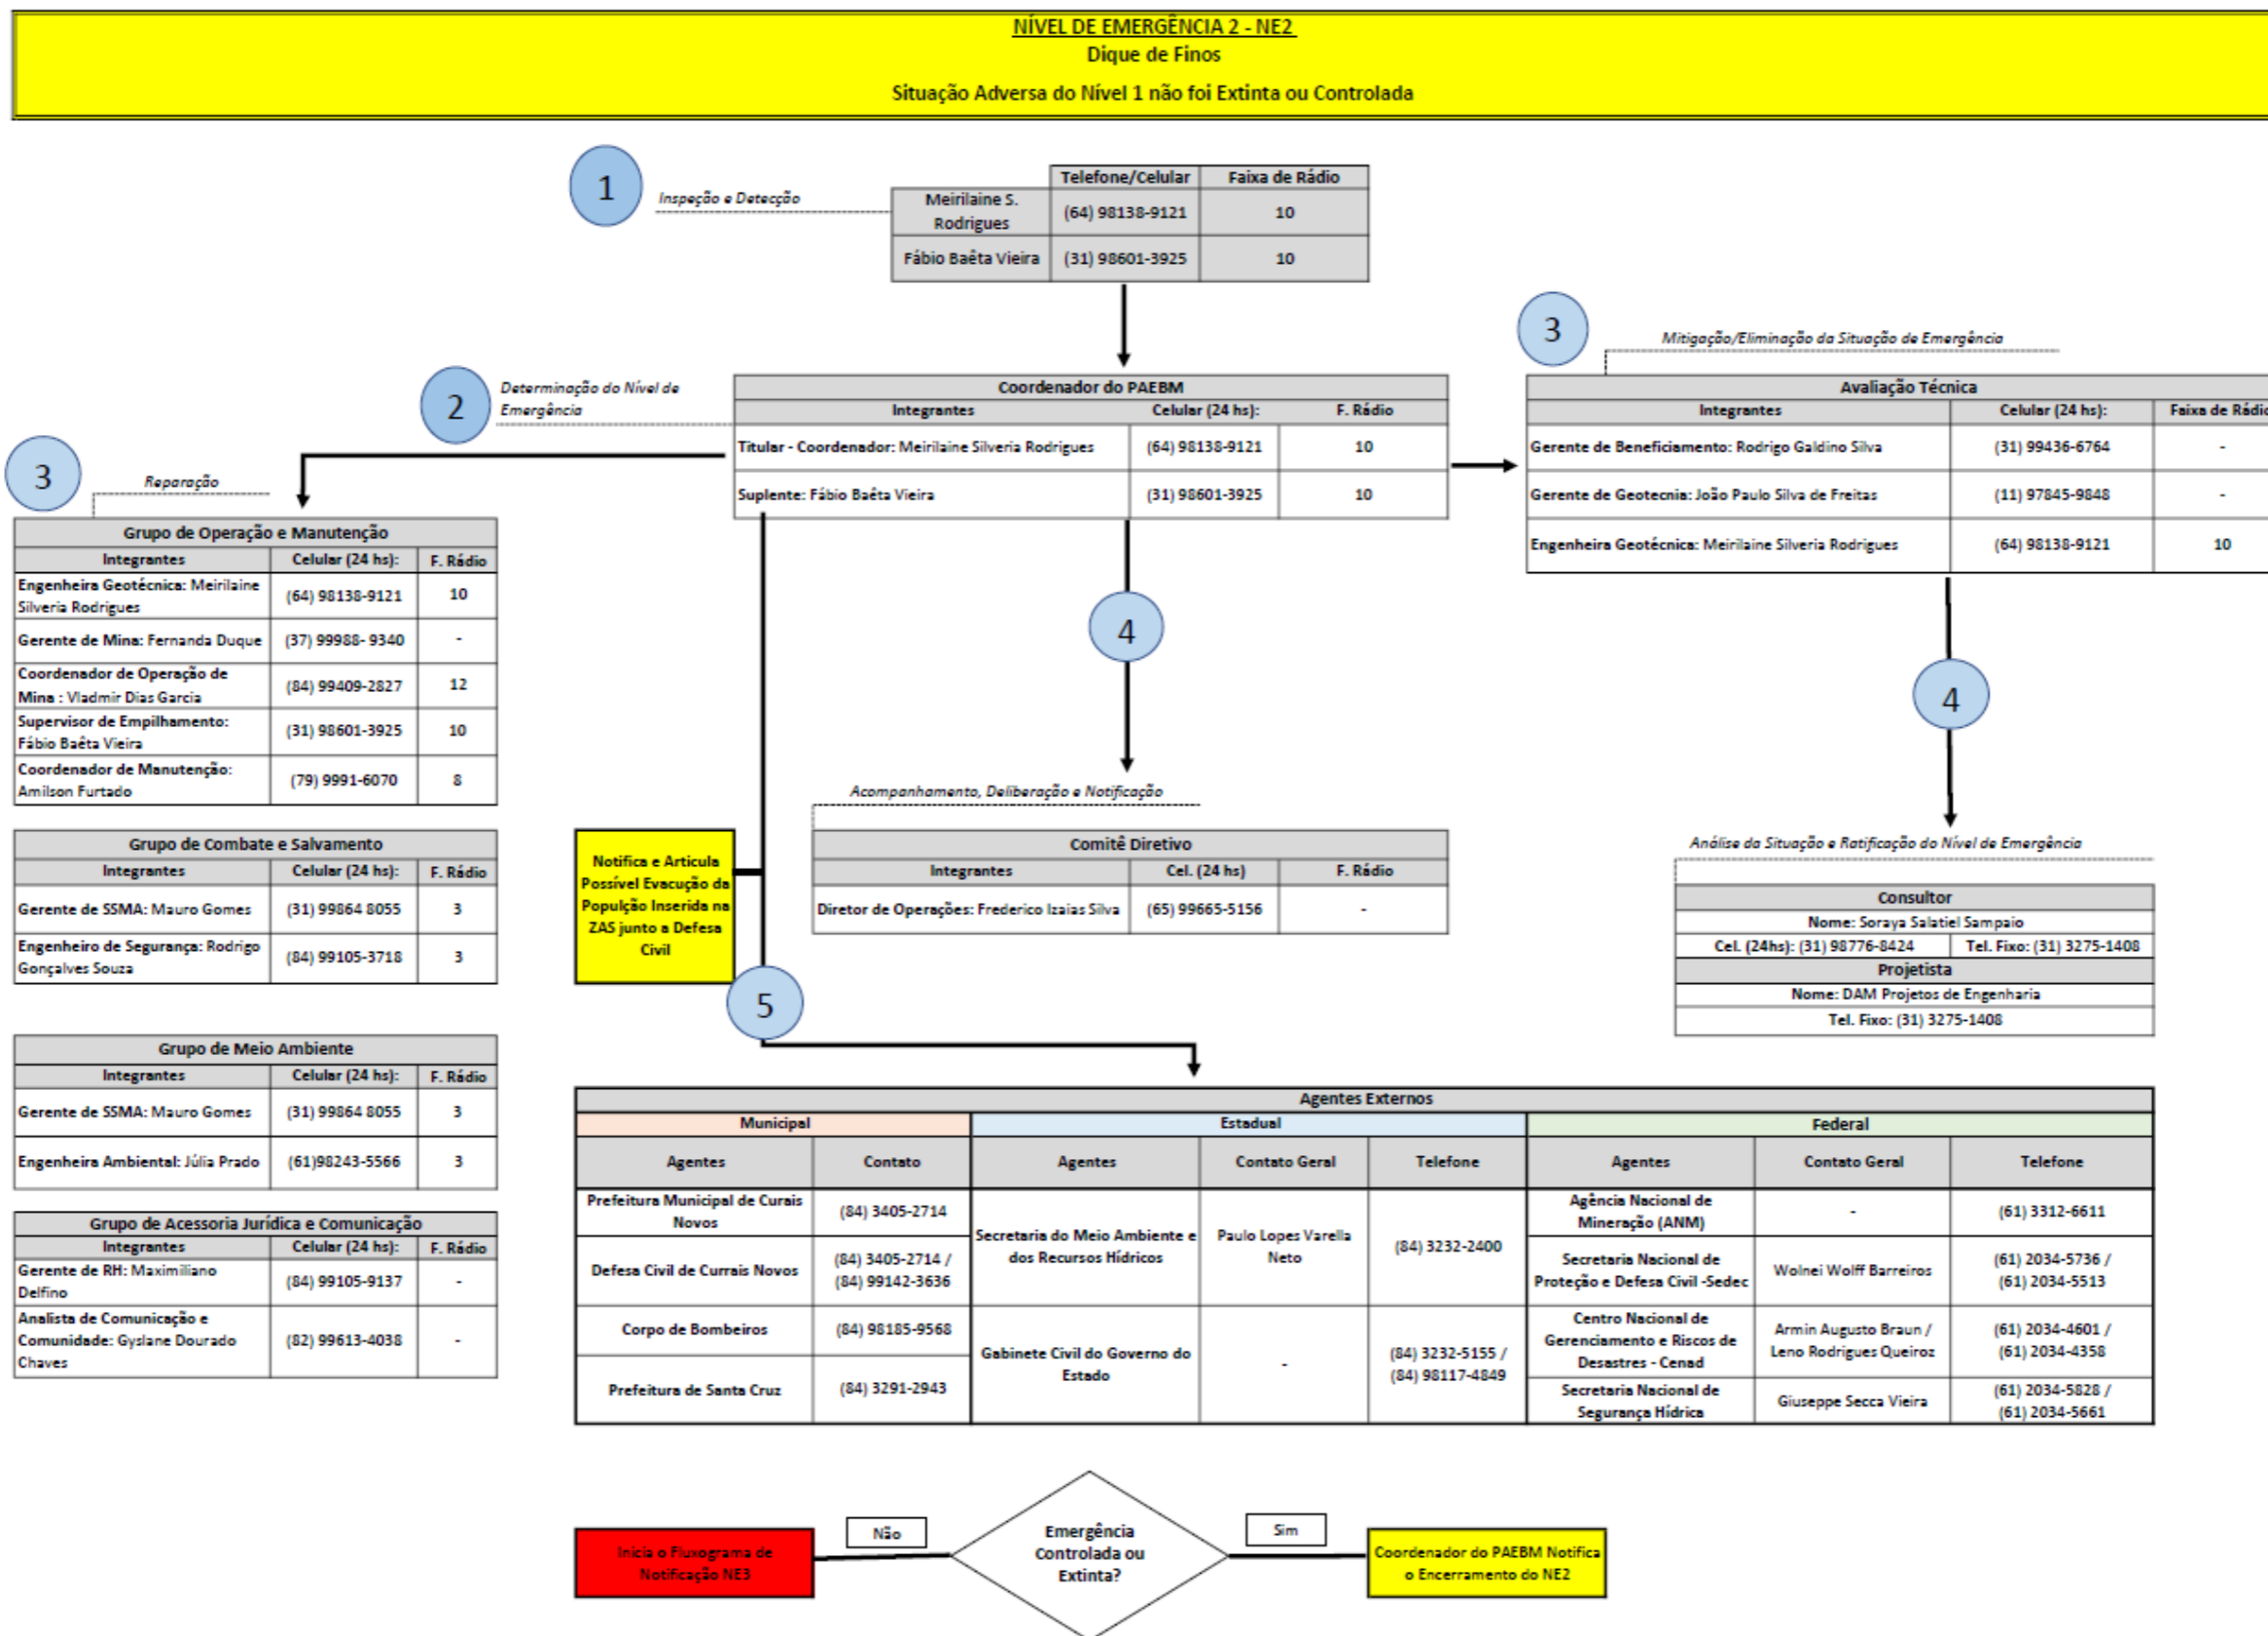 NÍVEL DE EMERGÊNCIA 2 - NE2
Dique de Finos
Situação Adversa do Nível 1 não foi Extinta ou Controlada
1
Inspeção e Detecção
Telefone/Celular Faixa de Rádio
Meirilaine S. Rodrigues (64) 98138-9121 10
Fábio Baêta Vieira (31) 98601-3925 10
2
Determinação do Nível de
Emergência
Coordenador do PAEBM
Integrantes Celular (24 hs): F. Rádio
Titular - Coordenador: Meirilaine Silveria Rodrigues (64) 98138-9121 10
Suplente: Fábio Baêta Vieira (31) 98601-3925 10
3
Mitigação/Eliminação da Situação de Emergência
Avaliação Técnica
Integrantes Celular (24 hs): Faixa de Rádio
Gerente de Beneficiamento: Rodrigo Galdino Silva (31) 99436-6764 -
Gerente de Geotecnia: João Paulo Silva de Freitas (11) 97845-9848 -
Engenheira Geotécnica: Meirilaine Silveria Rodrigues (64) 98138-9121 10
3
Reparação
Grupo de Operação e Manutenção
Integrantes Celular (24 hs): F. Rádio
Engenheira Geotécnica: Meirilaine Silveria Rodrigues (64) 98138-9121 10
Gerente de Mina: Fernanda Duque (37) 99988- 9340 -
Coordenador de Operação de Mina : Vladmir Dias Garcia (84) 99409-2827 12
Supervisor de Empilhamento: Fábio Baêta Vieira (31) 98601-3925 10
Coordenador de Manutenção: Amilson Furtado (79) 9991-6070 8
Grupo de Combate e Salvamento
Integrantes Celular (24 hs): F. Rádio
Gerente de SSMA: Mauro Gomes (31) 99864 8055 3
Engenheiro de Segurança: Rodrigo Gonçalves Souza (84) 99105-3718 3
Grupo de Meio Ambiente
Integrantes Celular (24 hs): F. Rádio
Gerente de SSMA: Mauro Gomes (31) 99864 8055 3
Engenheira Ambiental: Júlia Prado (61)98243-5566 3
Grupo de Acessoria Jurídica e Comunicação
Integrantes Celular (24 hs): F. Rádio
Gerente de RH: Maximiliano Delfino (84) 99105-9137 -
Analista de Comunicação e Comunidade: Gyslane Dourado Chaves (82) 99613-4038 -
4
Acompanhamento, Deliberação e Notificação
Comitê Diretivo
Integrantes Cel. (24 hs) F. Rádio
Diretor de Operações: Frederico Izaias Silva (65) 99665-5156 -
Notifica e Articula
Possível Evacução da
Populção Inserida na
ZAS junto a Defesa
Civil
4
Análise da Situação e Ratificação do Nível de Emergência
Consultor
Nome: Soraya Salatiel Sampaio
Cel. (24hs): (31) 98776-8424 Tel. Fixo: (31) 3275-1408
Projetista
Nome: DAM Projetos de Engenharia
Tel. Fixo: (31) 3275-1408
5
Agentes Externos
Municipal Estadual Federal
Agentes Contato Agentes Contato Geral Telefone Agentes Contato Geral Telefone
Prefeitura Municipal de Curais Novos (84) 3405-2714
Defesa Civil de Currais Novos (84) 3405-2714 / (84) 99142-3636
Corpo de Bombeiros (84) 98185-9568
Prefeitura de Santa Cruz (84) 3291-2943
Secretaria do Meio Ambiente e dos Recursos Hídricos Paulo Lopes Varella Neto (84) 3232-2400
Gabinete Civil do Governo do Estado - (84) 3232-5155 / (84) 98117-4849
Agência Nacional de Mineração (ANM) - (61) 3312-6611
Secretaria Nacional de Proteção e Defesa Civil -Sedec Wolnei Wolff Barreiros (61) 2034-5736 / (61) 2034-5513
Centro Nacional de Gerenciamento e Riscos de Desastres - Cenad Armin Augusto Braun / Leno Rodrigues Queiroz (61) 2034-4601 / (61) 2034-4358
Secretaria Nacional de Segurança Hídrica Giuseppe Secca Vieira (61) 2034-5828 / (61) 2034-5661
Inicia o Fluxograma de
Notificação NE3
Não
Emergência
Controlada ou
Extinta?
Sim
Coordenador do PAEBM Notifica
o Encerramento do NE2